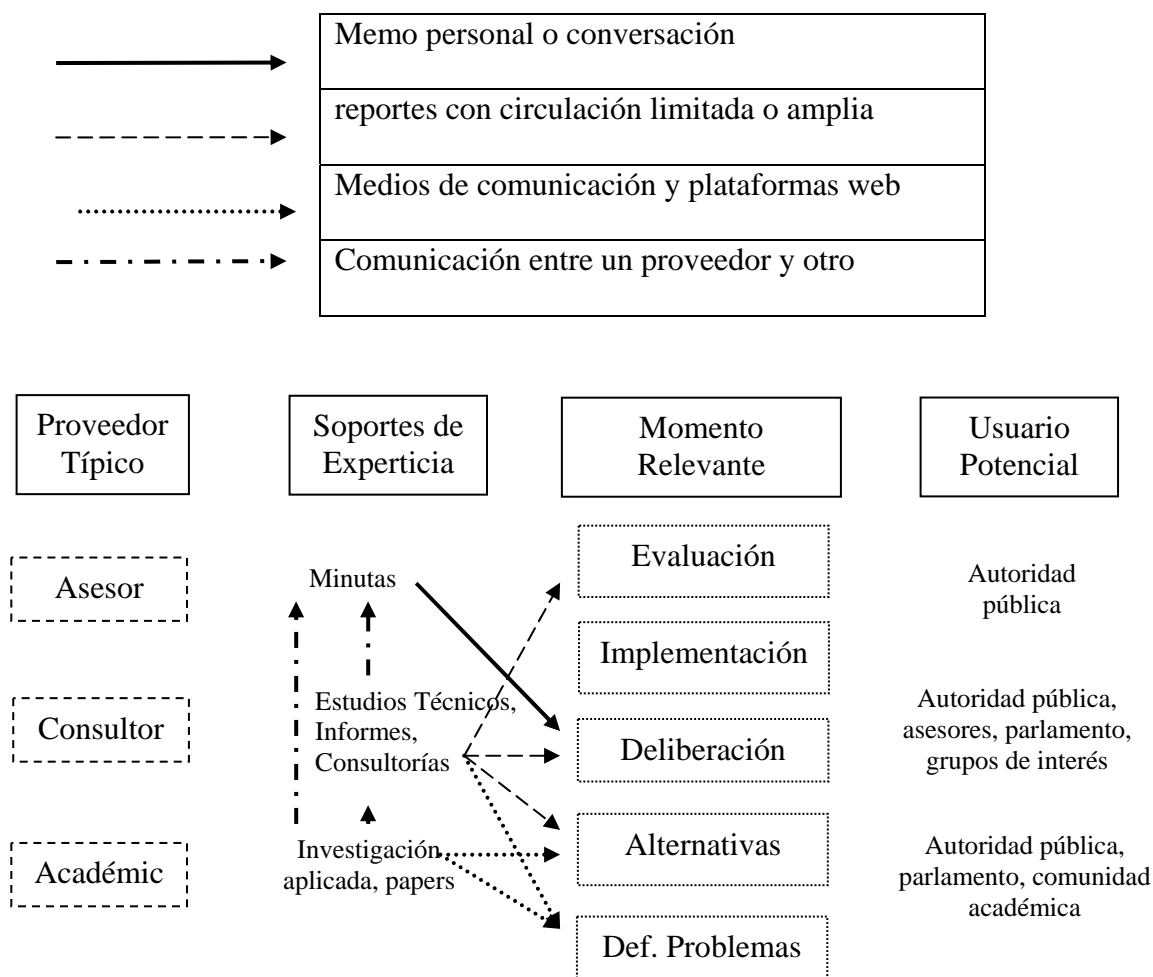 Memo personal o conversación
reportes con circulación limitada o amplia
Medios de comunicación y plataformas web
Comunicación entre un proveedor y otro
Proveedor
Típico
Soportes de
Experticia
Momento
Relevante
Usuario
Potencial
Asesor
Minutas
Evaluación
Autoridad
pública
Implementación
Consultor
Estudios Técnicos,
Informes,
Consultorías
Deliberación
Autoridad pública,
asesores, parlamento,
grupos de interés
Académic
Investigación
aplicada, papers
Alternativas
Autoridad pública,
parlamento, comunidad
académica
Def. Problemas